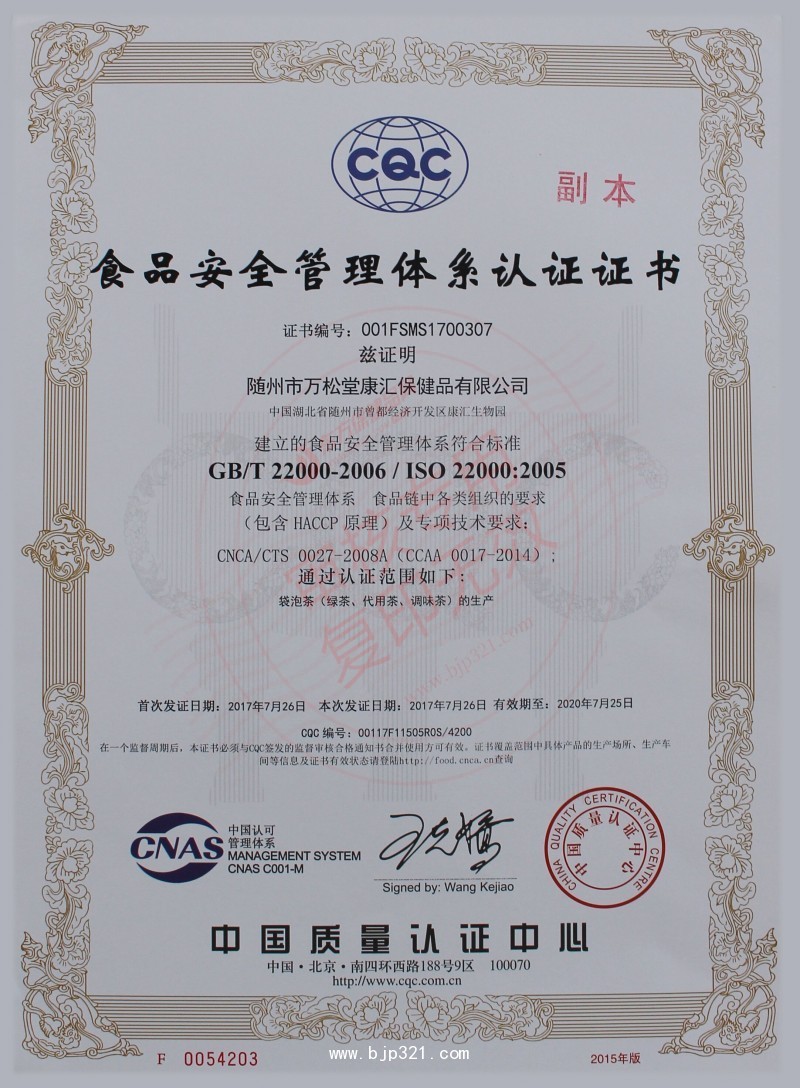 CQC
副本
食品安全管理体系认证证书
证书编号：001FSMS1700307
兹证明
随州市万松堂康汇保健品有限公司
中国湖北省随州市曾都经济开发区康汇生物园
建立的食品安全管理体系符合标准
GB/T 22000-2006 / ISO 22000:2005
食品安全管理体系 食品链中各类组织的要求
（包含 HACCP 原理）及专项技术要求：
CNCA/CTS 0027-2008A（CCAA 0017-2014）；
通过认证范围如下：
袋泡茶（绿茶、代用茶、调味茶）的生产
复印无效
www.bjp321.com
首次发证日期：2017年7月26日 本次发证日期：2017年7月26日 有效期至：2020年7月25日
CQC 编号：00117F11505R0S/4200
在一个监督周期后，本证书必须与CQC签发的监督审核合格通知书合并使用方可有效。证书覆盖范围中具体产品的生产场所、生产车
间等信息及证书有效状态请登陆http://food.cnca.cn查询
CNAS
中国认可
管理体系
MANAGEMENT SYSTEM
CNAS C001-M
Signed by: Wang Kejiao
CHINA QUALITY CERTIFICATION CENTRE
中国质量认证中心
中国质量认证中心
中国·北京·南四环西路188号9区 100070
http://www.cqc.com.cn
F 0054203
www.bjp321.com
2015年版